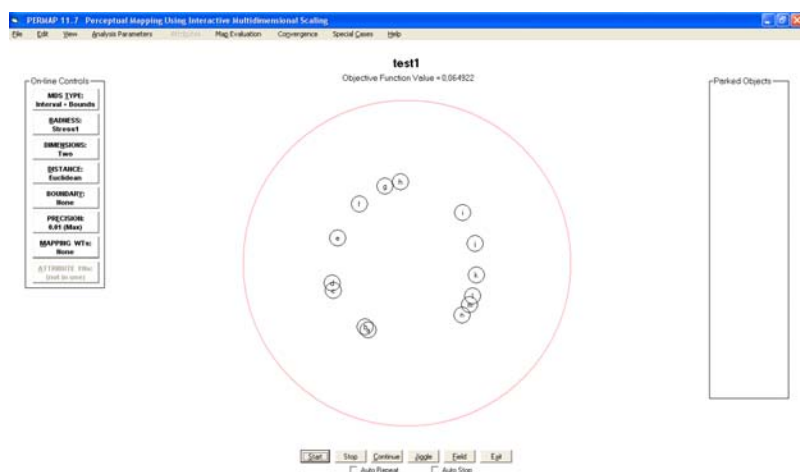 PERMAP 11.7 Perceptual Mapping Using Interactive Multidimensional Scaling
File Edit View Analysis Parameters Attributes Map Evaluation Convergence Special Cases Help
test1
Objective Function Value = 0,064922
On-line Controls
MDS TYPE:
Interval + Bounds
BADNESS:
Stress1
DIMENSIONS:
Two
DISTANCE:
Euclidean
BOUNDARY:
None
PRECISION:
0.01 (Max)
MAPPING WTs:
None
ATTRIBUTE
(not in use)
Parked Objects
h
g
f
i
e
j
k
d
c
l
m
n
b
Start Stop Continue Jiggle Field Exit
Auto Repeat Auto Stop